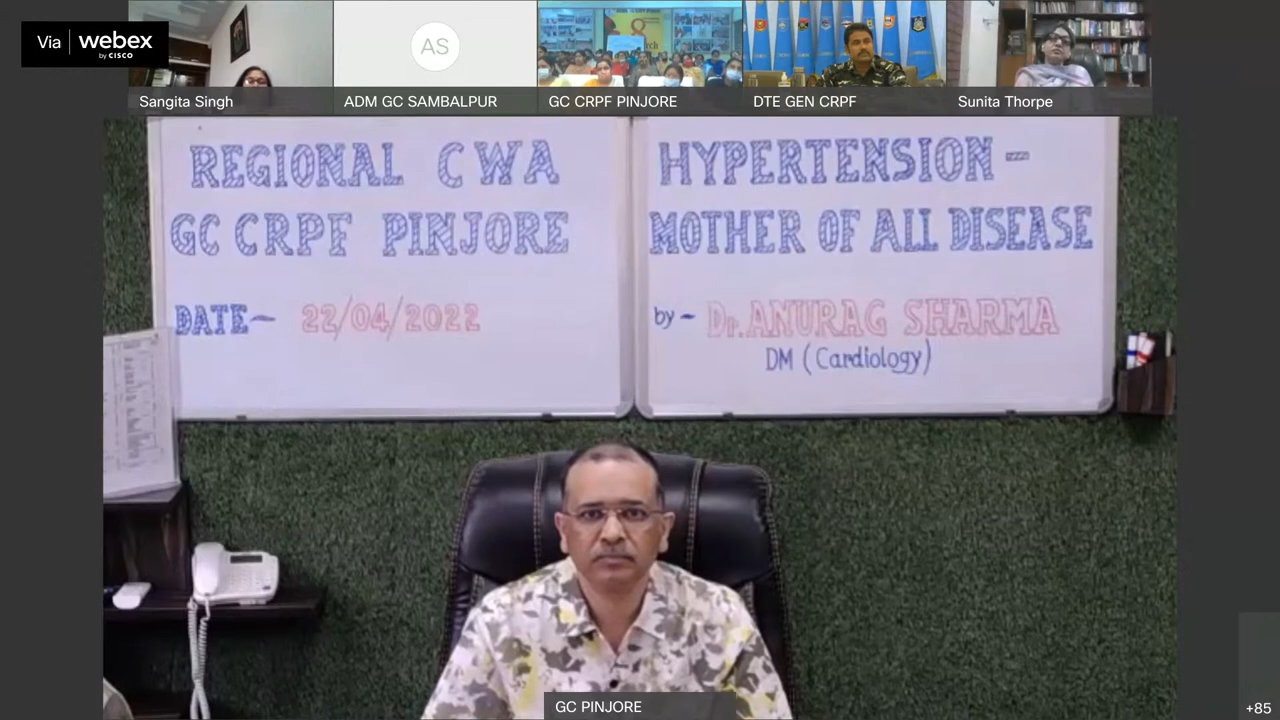 Via webex
by CISCO
Sangita Singh
AS
ADM GC SAMBALPUR
GC CRPF PINJORE
DTE GEN CRPF
Sunita Thorpe
REGIONAL CWA
GC CRPF PINJORE
DATE~ 22/04/2022
HYPERTENSION-
MOTHER OF ALL DISEASE
by ~ Dr. ANURAG SHARMA
DM (Cardiology)
GC PINJORE
+85